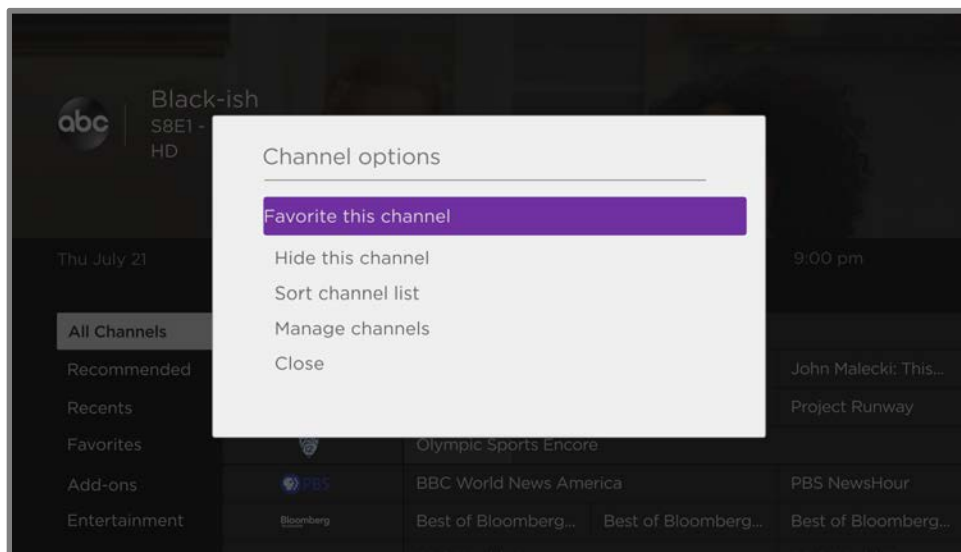 abc
Black-ish
S8E1 -
HD
Channel options
Favorite this channel
Hide this channel
Sort channel list
Manage channels
Close
Thu July 21
9:00 pm
All Channels
Recommended
John Malecki: This...
Recents
Project Runway
Favorites
Olympic Sports Encore
Add-ons
PBS
BBC World News America
PBS NewsHour
Entertainment
Bloomberg
Best of Bloomberg...
Best of Bloomberg...
Best of Bloomberg...